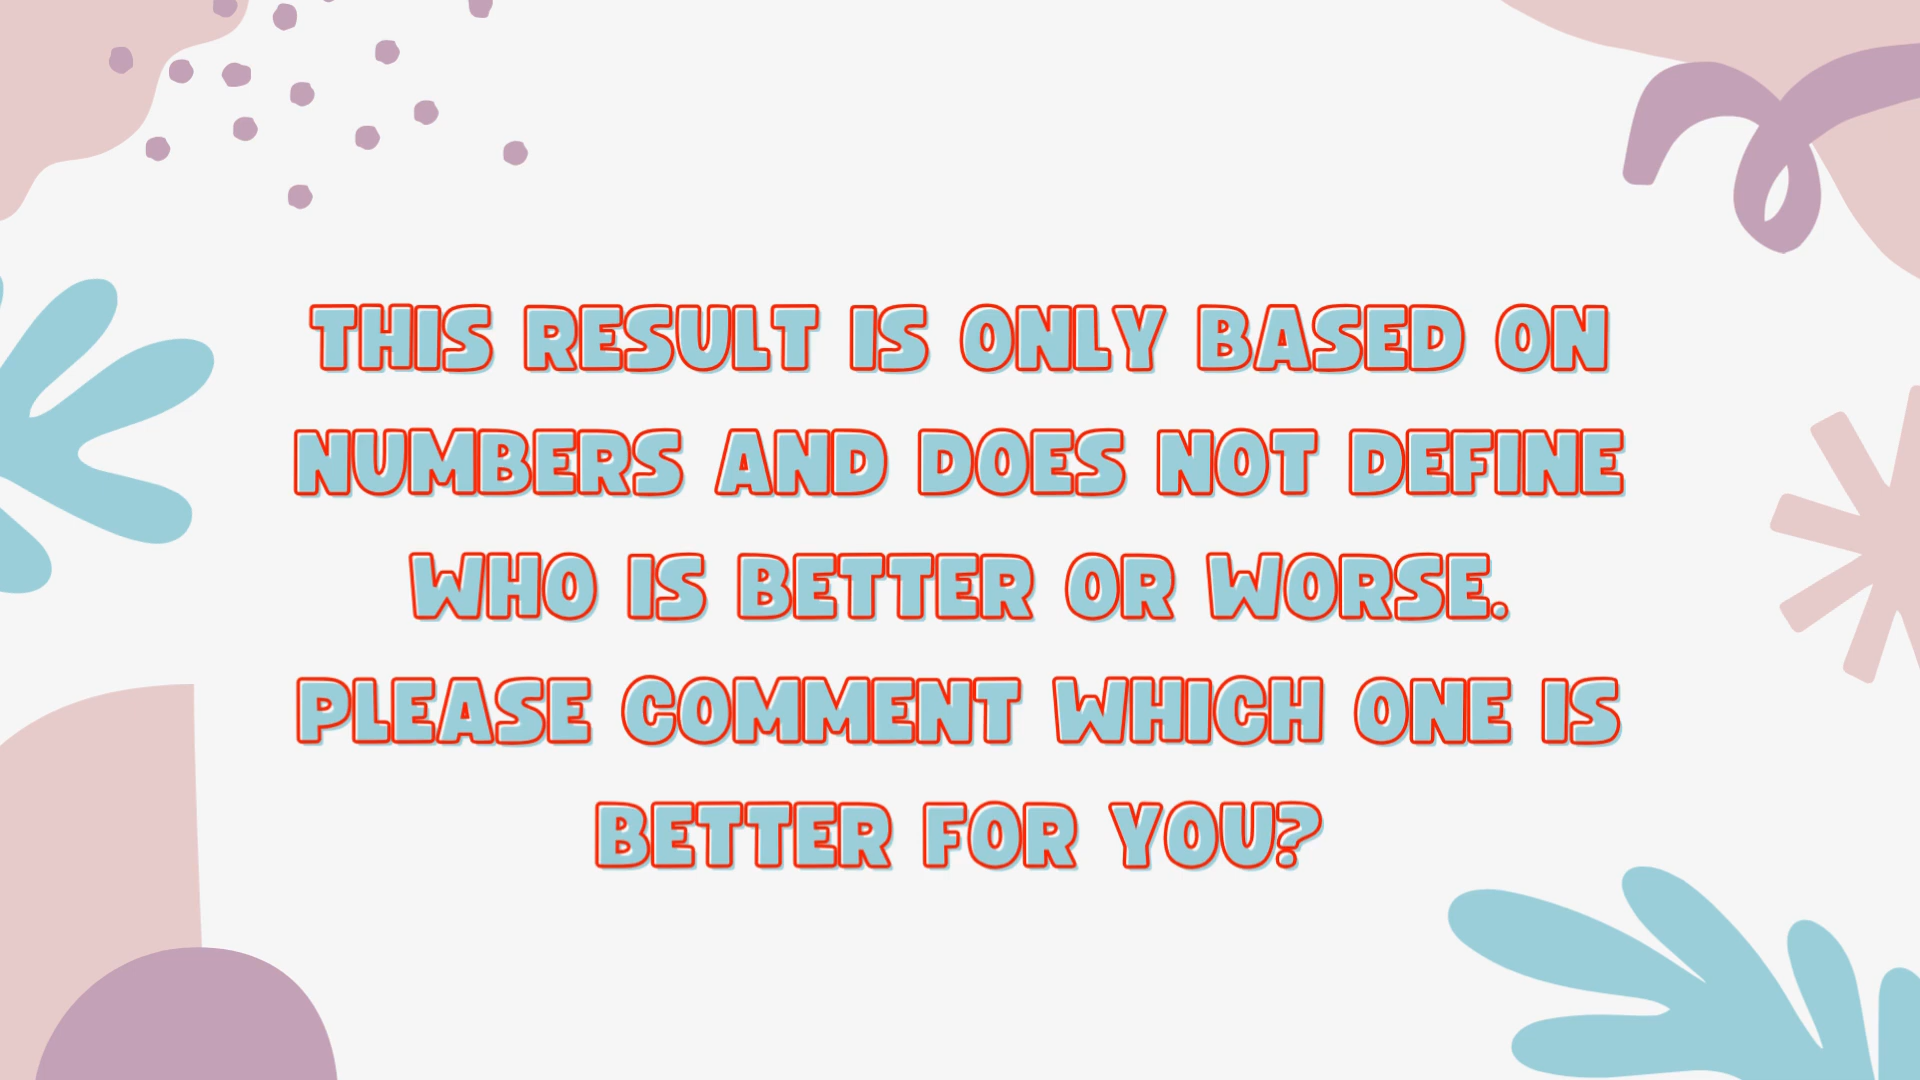 THIS RESULT IS ONLY BASED ON
NUMBERS AND DOES NOT DEFINE
WHO IS BETTER OR WORSE.
PLEASE COMMENT WHICH ONE IS
BETTER FOR YOU?